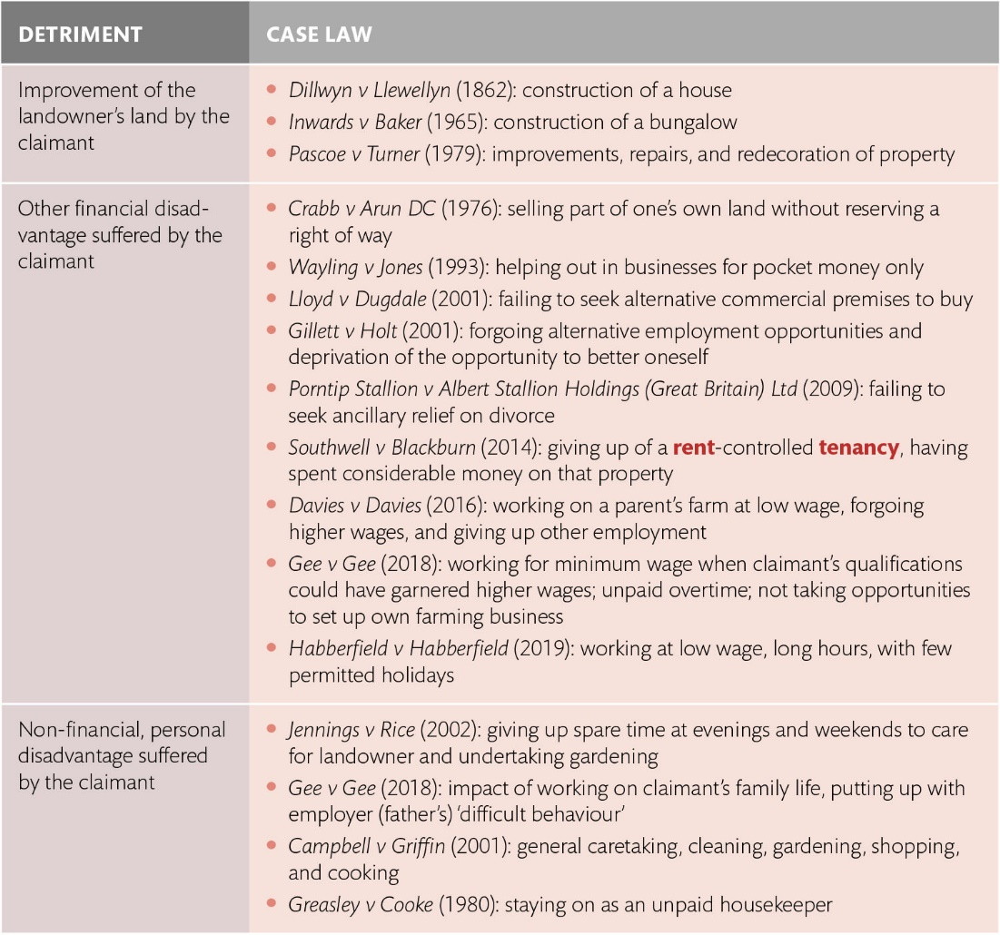 DETRIMENT
CASE LAW
Improvement of the
landowner's land by the
claimant
• Dillwyn v Llewellyn (1862): construction of a house
• Inwards v Baker (1965): construction of a bungalow
• Pascoe v Turner (1979): improvements, repairs, and redecoration of property
Other financial disad-
vantage suffered by the
claimant
• Crabb v Arun DC (1976): selling part of one's own land without reserving a
right of way
• Wayling v Jones (1993): helping out in businesses for pocket money only
• Lloyd v Dugdale (2001): failing to seek alternative commercial premises to buy
• Gillett v Holt (2001): forgoing alternative employment opportunities and
deprivation of the opportunity to better oneself
• Porntip Stallion v Albert Stallion Holdings (Great Britain) Ltd (2009): failing to
seek ancillary relief on divorce
• Southwell v Blackburn (2014): giving up of a rent-controlled tenancy, having
spent considerable money on that property
• Davies v Davies (2016): working on a parent's farm at low wage, forgoing
higher wages, and giving up other employment
• Gee v Gee (2018): working for minimum wage when claimant's qualifications
could have garnered higher wages; unpaid overtime; not taking opportunities
to set up own farming business
• Habberfield v Habberfield (2019): working at low wage, long hours, with few
permitted holidays
Non-financial, personal
disadvantage suffered
by the claimant
• Jennings v Rice (2002): giving up spare time at evenings and weekends to care
for landowner and undertaking gardening
• Gee v Gee (2018): impact of working on claimant's family life, putting up with
employer (father's) 'difficult behaviour'
• Campbell v Griffin (2001): general caretaking, cleaning, gardening, shopping,
and cooking
• Greasley v Cooke (1980): staying on as an unpaid housekeeper